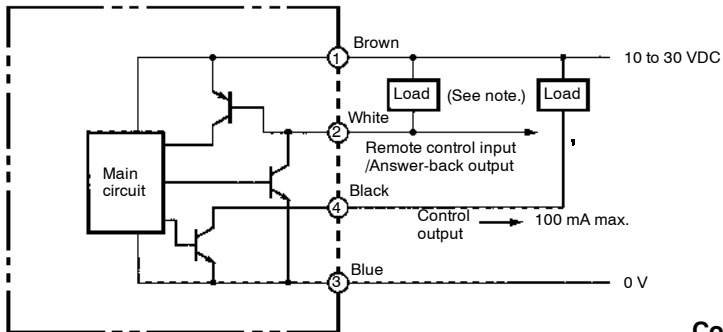 Brown
1
10 to 30 VDC
Load
(See note.)
Load
White
2
Remote control input
/Answer-back output
Main
circuit
Black
4
Control
output
100 mA max.
Blue
3
0 V
Co